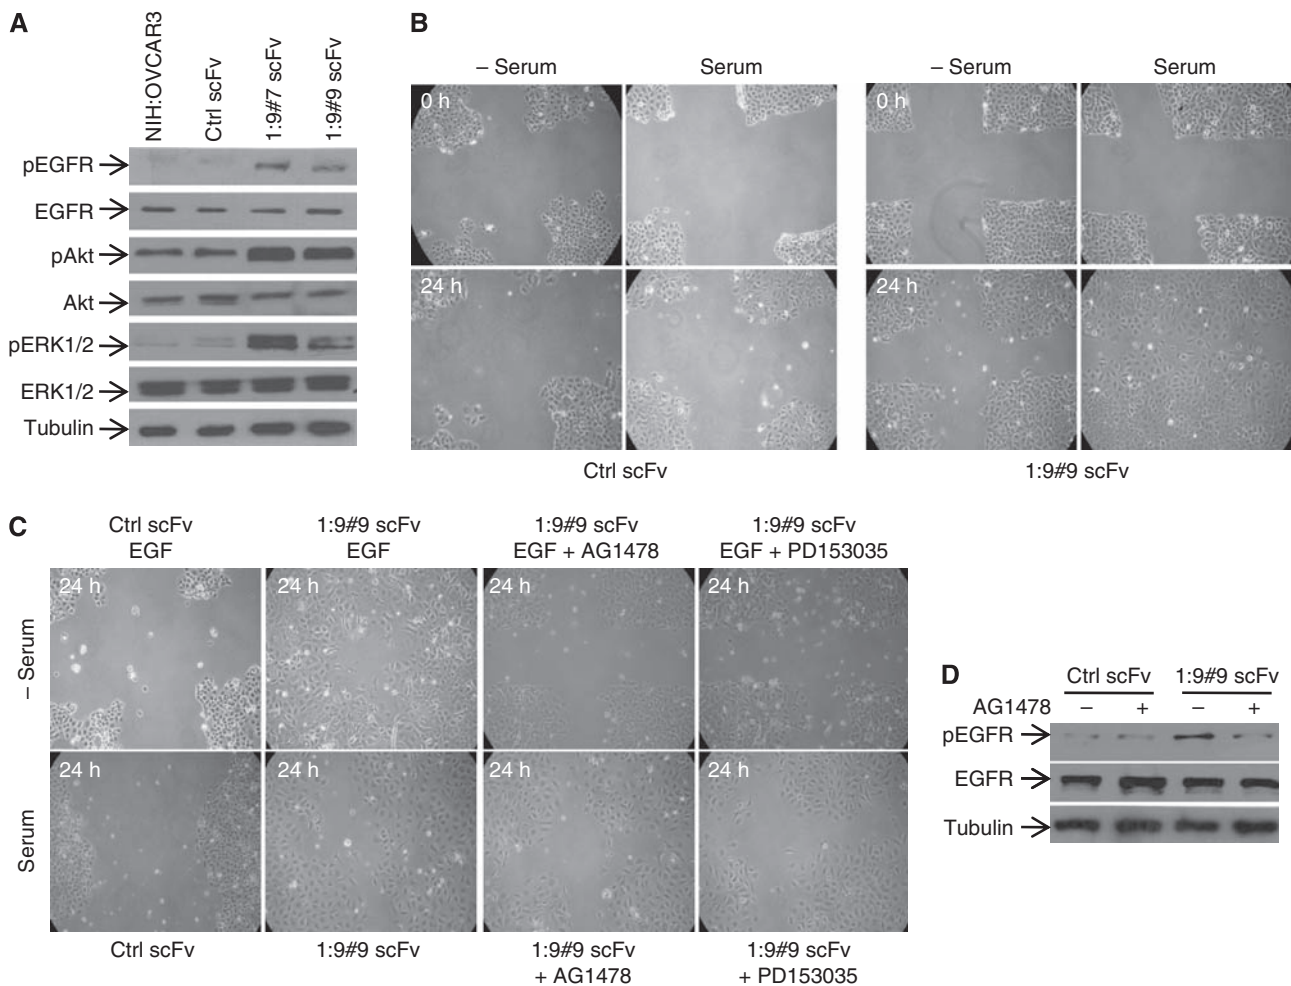 A
NIH:OVCAR3
Ctrl scFv
1:9#7 scFv
1:9#9 scFv
pEGFR
EGFR
pAkt
Akt
pERK1/2
ERK1/2
Tubulin
B
– Serum
Serum
– Serum
Serum
0 h
0 h
24 h
24 h
Ctrl scFv
1:9#9 scFv
C
Ctrl scFv
EGF
1:9#9 scFv
EGF
1:9#9 scFv
EGF + AG1478
1:9#9 scFv
EGF + PD153035
– Serum
24 h
24 h
24 h
24 h
Serum
24 h
24 h
24 h
24 h
Ctrl scFv
1:9#9 scFv
1:9#9 scFv
+ AG1478
1:9#9 scFv
+ PD153035
D
Ctrl scFv
1:9#9 scFv
AG1478 – + – +
pEGFR
EGFR
Tubulin